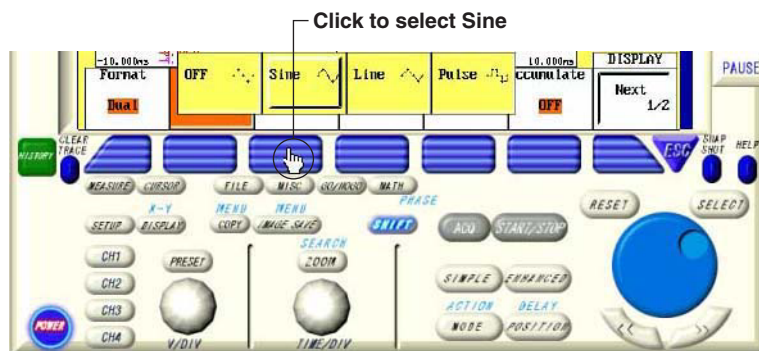 Click to select Sine
-10.000ms
10.000ms
DISPLAY
Format
OFF
Sine
Line
Pulse
ccumulate
Next
1/2
Dual
OFF
PAUSE
HISTORY
CLEAR
TRACE
ESC
SNAP
SHOT
HELP
MEASURE
CURSOR
FILE
MISC
GO/NOGO
MATH
X-Y
MENU
MENU
PHASE
SETUP
DISPLAY
COPY
IMAGE SAVE
SHIFT
ACQ
START/STOP
RESET
SELECT
SEARCH
CH1
PRESET
ZOOM
CH2
SIMPLE
ENHANCED
CH3
ACTION
DELAY
POWER
CH4
MODE
POSITION
V/DIV
TIME/DIV